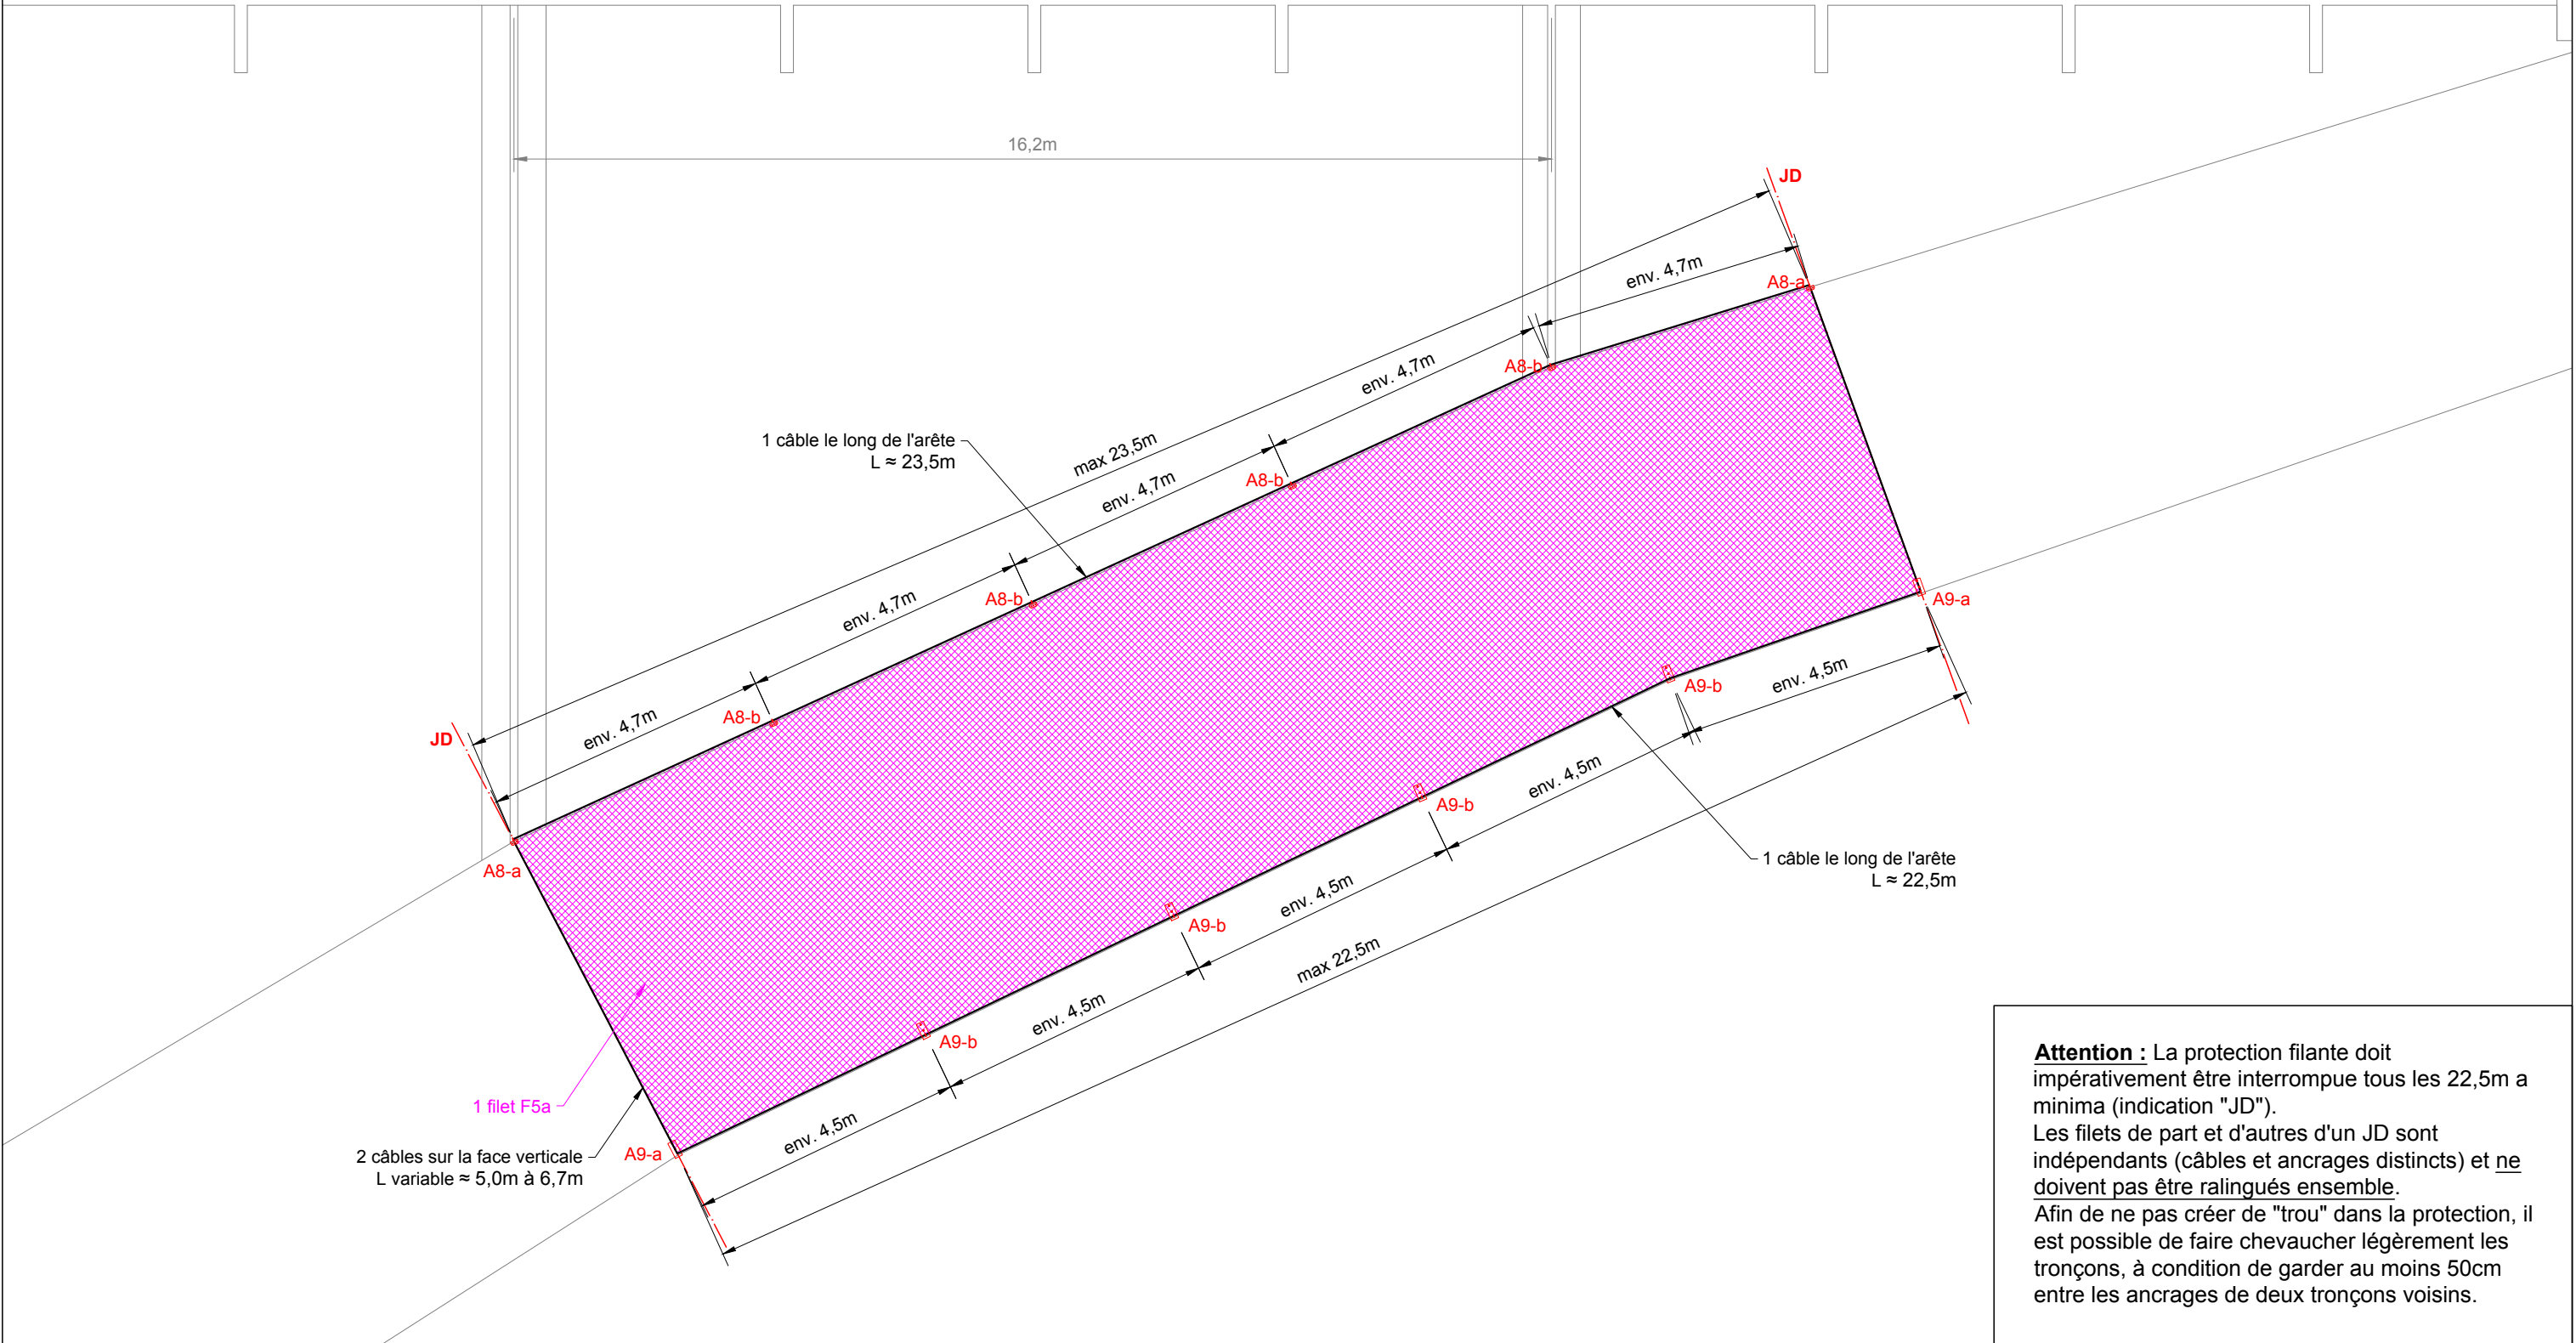 16,2m
JD
A8-a
env. 4,7m
A8-b
env. 4,7m
max 23,5m
1 câble le long de l'arête
L ≈ 23,5m
A8-b
env. 4,7m
A8-b
env. 4,7m
A8-b
env. 4,7m
JD
A8-a
A9-a
env. 4,5m
A9-b
env. 4,5m
A9-b
1 câble le long de l'arête
L ≈ 22,5m
env. 4,5m
A9-b
max 22,5m
env. 4,5m
A9-b
env. 4,5m
A9-a
1 filet F5a
2 câbles sur la face verticale
L variable ≈ 5,0m à 6,7m
Attention : La protection filante doit
impérativement être interrompue tous les 22,5m a
minima (indication "JD").
Les filets de part et d'autres d'un JD sont
indépendants (câbles et ancrages distincts) et ne
doivent pas être ralingués ensemble.
Afin de ne pas créer de "trou" dans la protection, il
est possible de faire chevaucher légèrement les
tronçons, à condition de garder au moins 50cm
entre les ancrages de deux tronçons voisins.